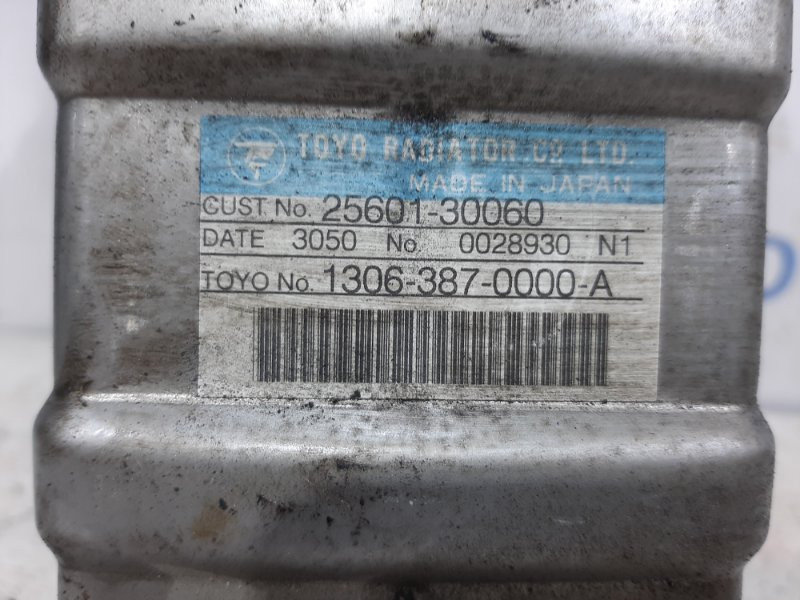 TOYO RADIATOR CO LTD.
MADE IN JAPAN
CUST No. 25601-30060
DATE 3050 No. 0028930 N1
TOYO No. 1306-387-0000-A